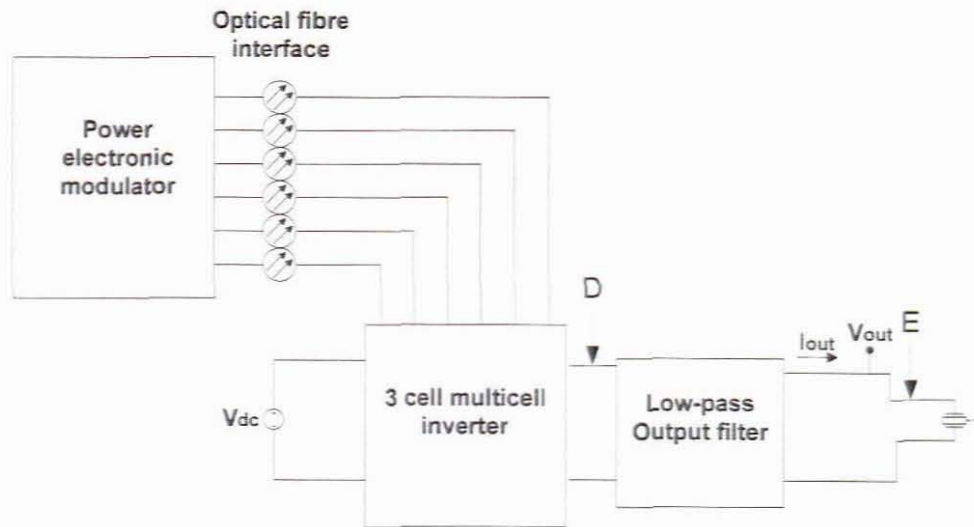 Optical fibre
interface
Power
electronic
modulator
D
Iout
Vout
E
Vdc
3 cell multicell
inverter
Low-pass
Output filter